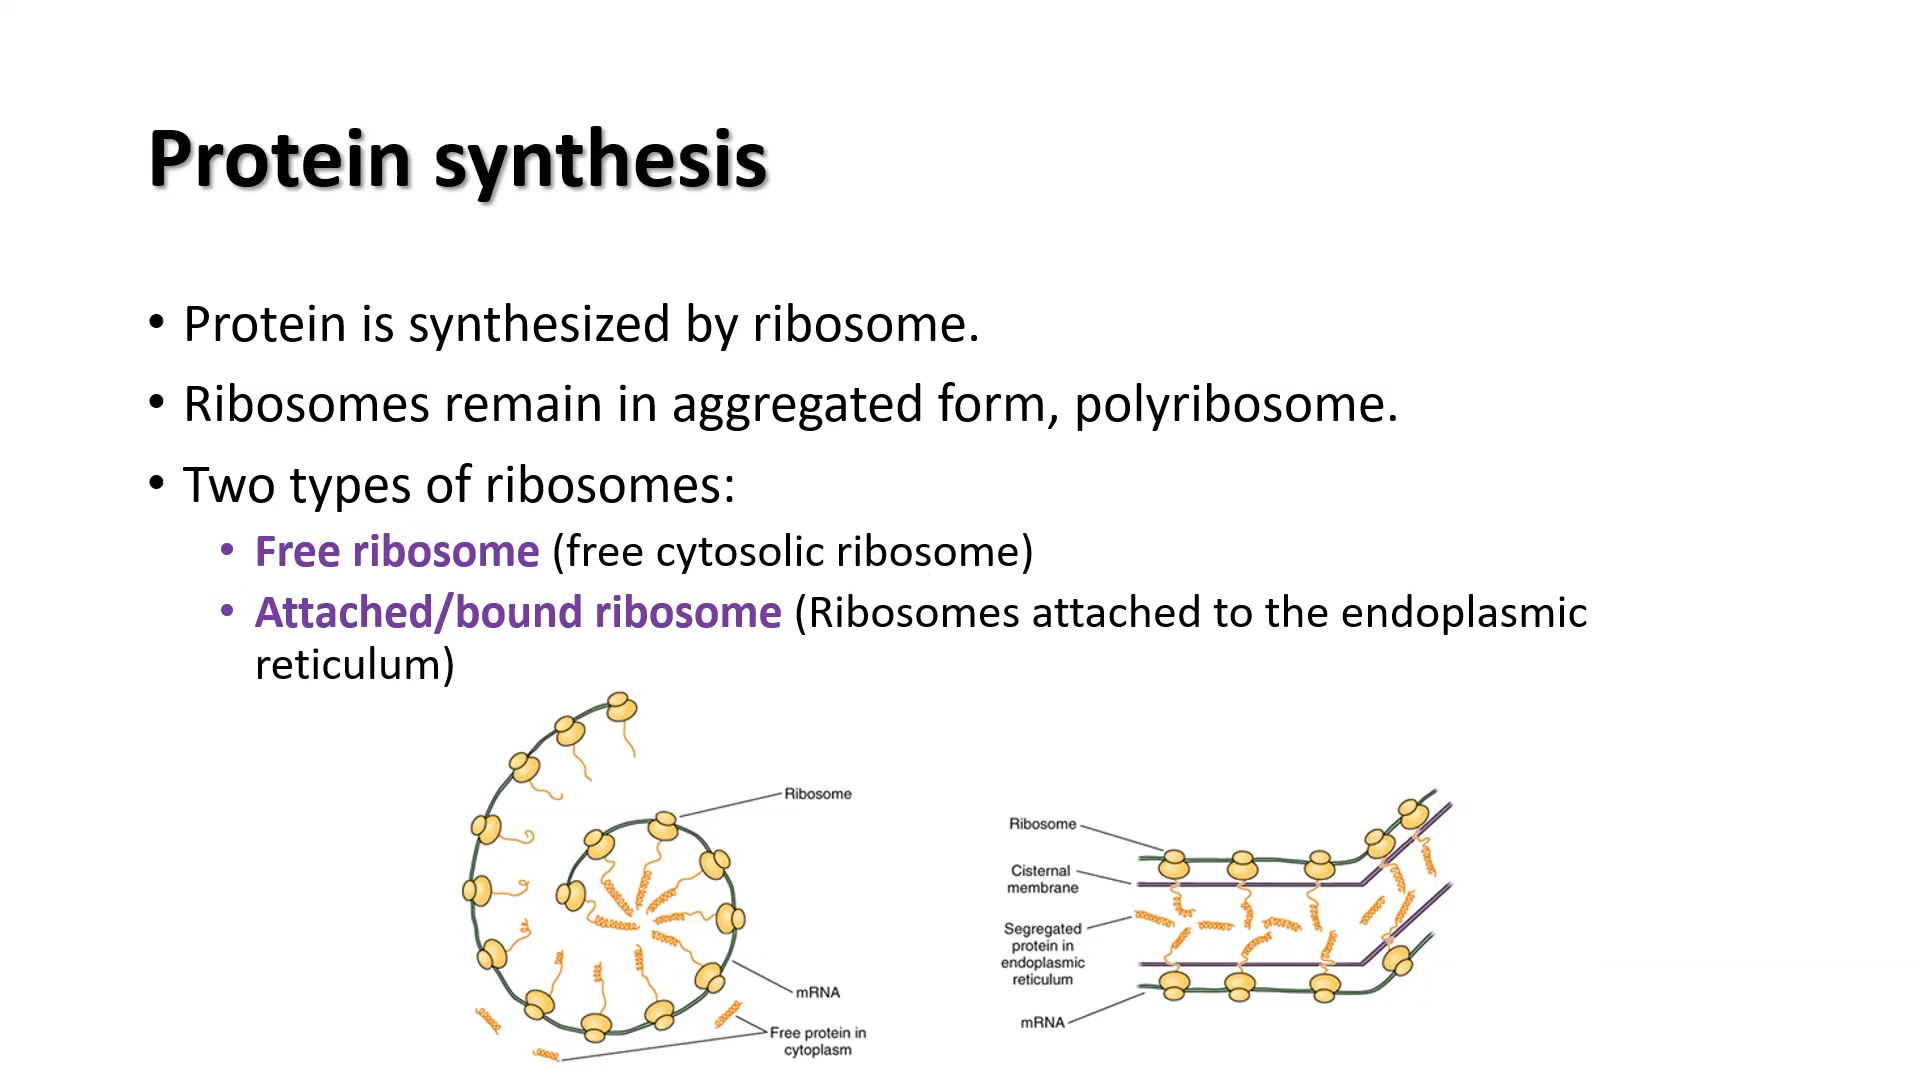 Protein synthesis
• Protein is synthesized by ribosome.
• Ribosomes remain in aggregated form, polyribosome.
• Two types of ribosomes:
• Free ribosome (free cytosolic ribosome)
• Attached/bound ribosome (Ribosomes attached to the endoplasmic
reticulum)
Ribosome
mRNA
Free protein in
cytoplasm
Ribosome
Cisternal
membrane
Segregated
protein in
endoplasmic
reticulum
mRNA